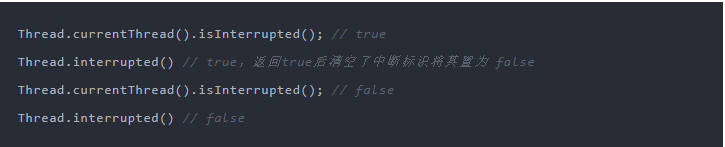 Thread.currentThread().isInterrupted(); // true
Thread.interrupted() // true，返回true后清空了中断标识将其置为 false
Thread.currentThread().isInterrupted(); // false
Thread.interrupted() // false